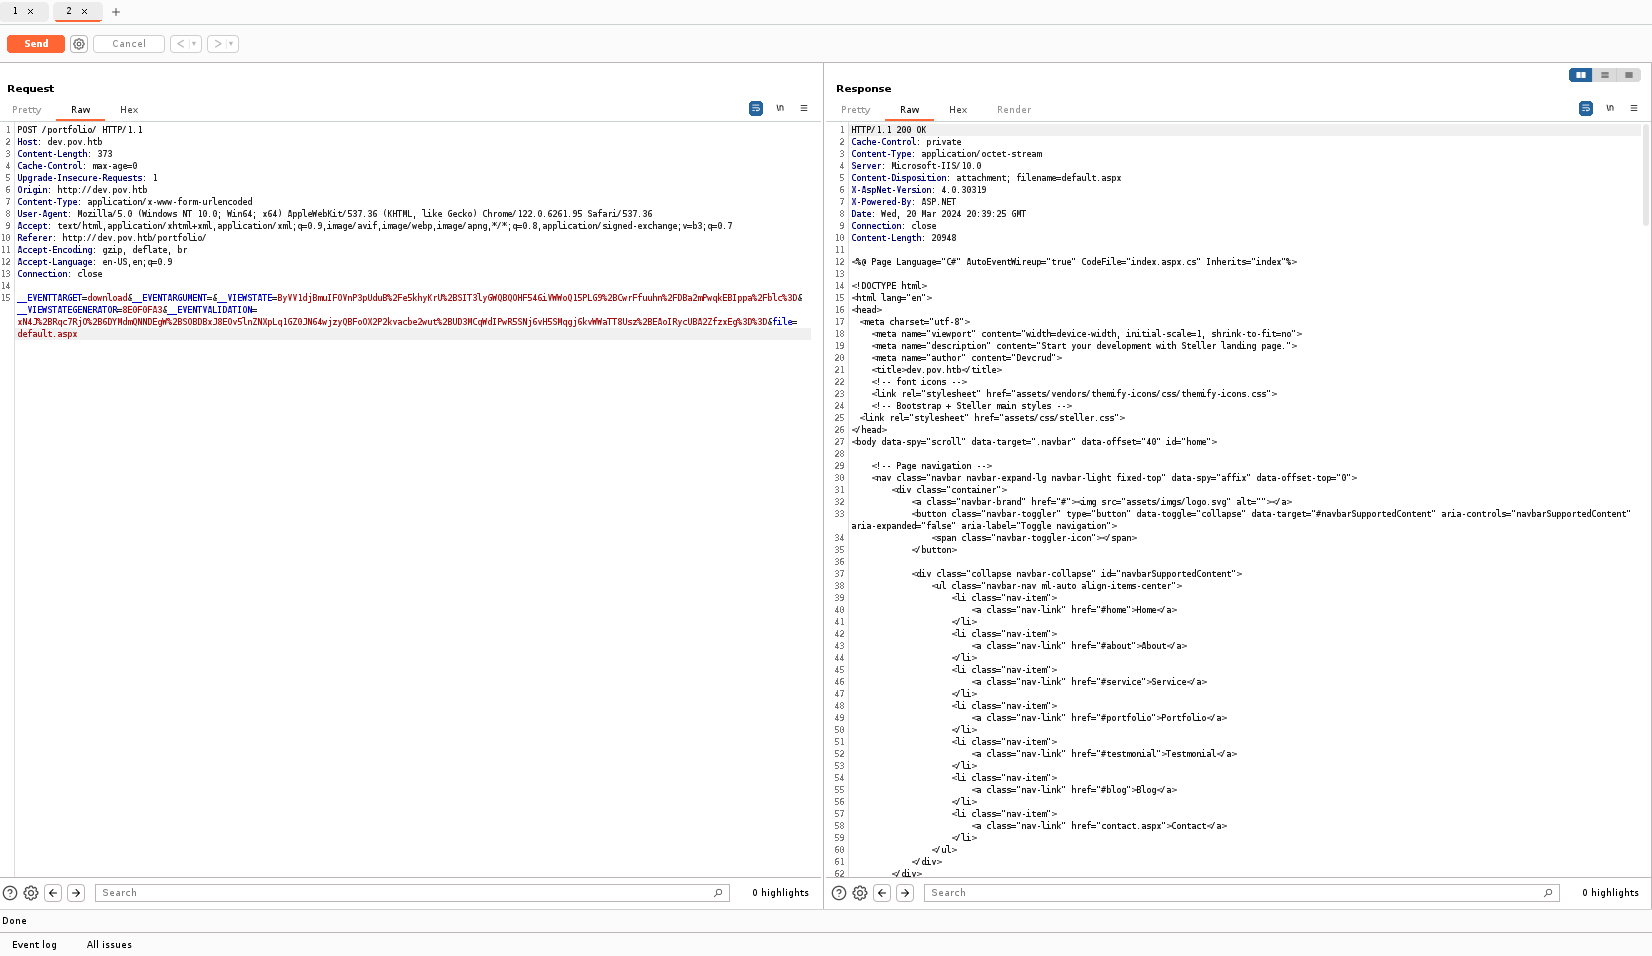 1 ×
2 ×
+
Send
Cancel
<
>
Request
Pretty
Raw
Hex
\n
1 POST /portfolio/ HTTP/1.1
2 Host: dev.pov.htb
3 Content-Length: 373
4 Cache-Control: max-age=0
5 Upgrade-Insecure-Requests: 1
6 Origin: http://dev.pov.htb
7 Content-Type: application/x-www-form-urlencoded
8 User-Agent: Mozilla/5.0 (Windows NT 10.0; Win64; x64) AppleWebKit/537.36 (KHTML, like Gecko) Chrome/122.0.6261.95 Safari/537.36
9 Accept: text/html,application/xhtml+xml,application/xml;q=0.9,image/avif,image/webp,image/apng,*/*;q=0.8,application/signed-exchange;v=b3;q=0.7
10 Referer: http://dev.pov.htb/portfolio/
11 Accept-Encoding: gzip, deflate, br
12 Accept-Language: en-US,en;q=0.9
13 Connection: close
14
15 __EVENTTARGET=download&__EVENTARGUMENT=&__VIEWSTATE=
__VIEWSTATEGENERATOR=8E0F0FA3&__EVENTVALIDATION=
&file=
default.aspx
Search
0 highlights
Response
Pretty
Raw
Hex
Render
\n
1 HTTP/1.1 200 OK
2 Cache-Control: private
3 Content-Type: application/octet-stream
4 Server: Microsoft-IIS/10.0
5 Content-Disposition: attachment; filename=default.aspx
6 X-AspNet-Version: 4.0.30319
7 X-Powered-By: ASP.NET
8 Date: Wed, 20 Mar 2024 20:39:25 GMT
9 Connection: close
10 Content-Length: 20948
11
12 <%@ Page Language="C#" AutoEventWireup="true" CodeFile="index.aspx.cs" Inherits="index"%>
13
14 <!DOCTYPE html>
15 <html lang="en">
16 <head>
17 <meta charset="utf-8">
18 <meta name="viewport" content="width=device-width, initial-scale=1, shrink-to-fit=no">
19 <meta name="description" content="Start your development with Steller landing page.">
20 <meta name="author" content="Devcrud">
21 <title>dev.pov.htb</title>
22 <!-- font icons -->
23 <link rel="stylesheet" href="assets/vendors/themify-icons/css/themify-icons.css">
24 <!-- Bootstrap + Steller main styles -->
25 <link rel="stylesheet" href="assets/css/steller.css">
26 </head>
27 <body data-spy="scroll" data-target=".navbar" data-offset="40" id="home">
28
29 <!-- Page navigation -->
30 <nav class="navbar navbar-expand-lg navbar-light fixed-top" data-spy="affix" data-offset-top="0">
31 <div class="container">
32 <a class="navbar-brand" href="#"><img src="assets/imgs/logo.svg" alt=""></a>
33 <button class="navbar-toggler" type="button" data-toggle="collapse" data-target="#navbarSupportedContent" aria-controls="navbarSupportedContent"
aria-expanded="false" aria-label="Toggle navigation">
34 <span class="navbar-toggler-icon"></span>
35 </button>
36
37 <div class="collapse navbar-collapse" id="navbarSupportedContent">
38 <ul class="navbar-nav ml-auto align-items-center">
39 <li class="nav-item">
40 <a class="nav-link" href="#home">Home</a>
41 </li>
42 <li class="nav-item">
43 <a class="nav-link" href="#about">About</a>
44 </li>
45 <li class="nav-item">
46 <a class="nav-link" href="#service">Service</a>
47 </li>
48 <li class="nav-item">
49 <a class="nav-link" href="#portfolio">Portfolio</a>
50 </li>
51 <li class="nav-item">
52 <a class="nav-link" href="#testmonial">Testmonial</a>
53 </li>
54 <li class="nav-item">
55 <a class="nav-link" href="#blog">Blog</a>
56 </li>
57 <li class="nav-item">
58 <a class="nav-link" href="contact.aspx">Contact</a>
59 </li>
60 </ul>
61 </div>
62 </div>
Search
0 highlights
Done
Event log
All issues